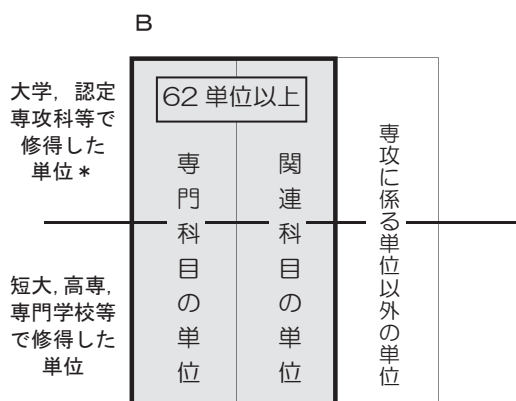 B
62 単位以上
大学, 認定
専攻科等で
修得した
単位＊
専門科目の単位
関連科目の単位
専攻に係る単位以外の単位
短大, 高専,
専門学校等
で修得した
単位